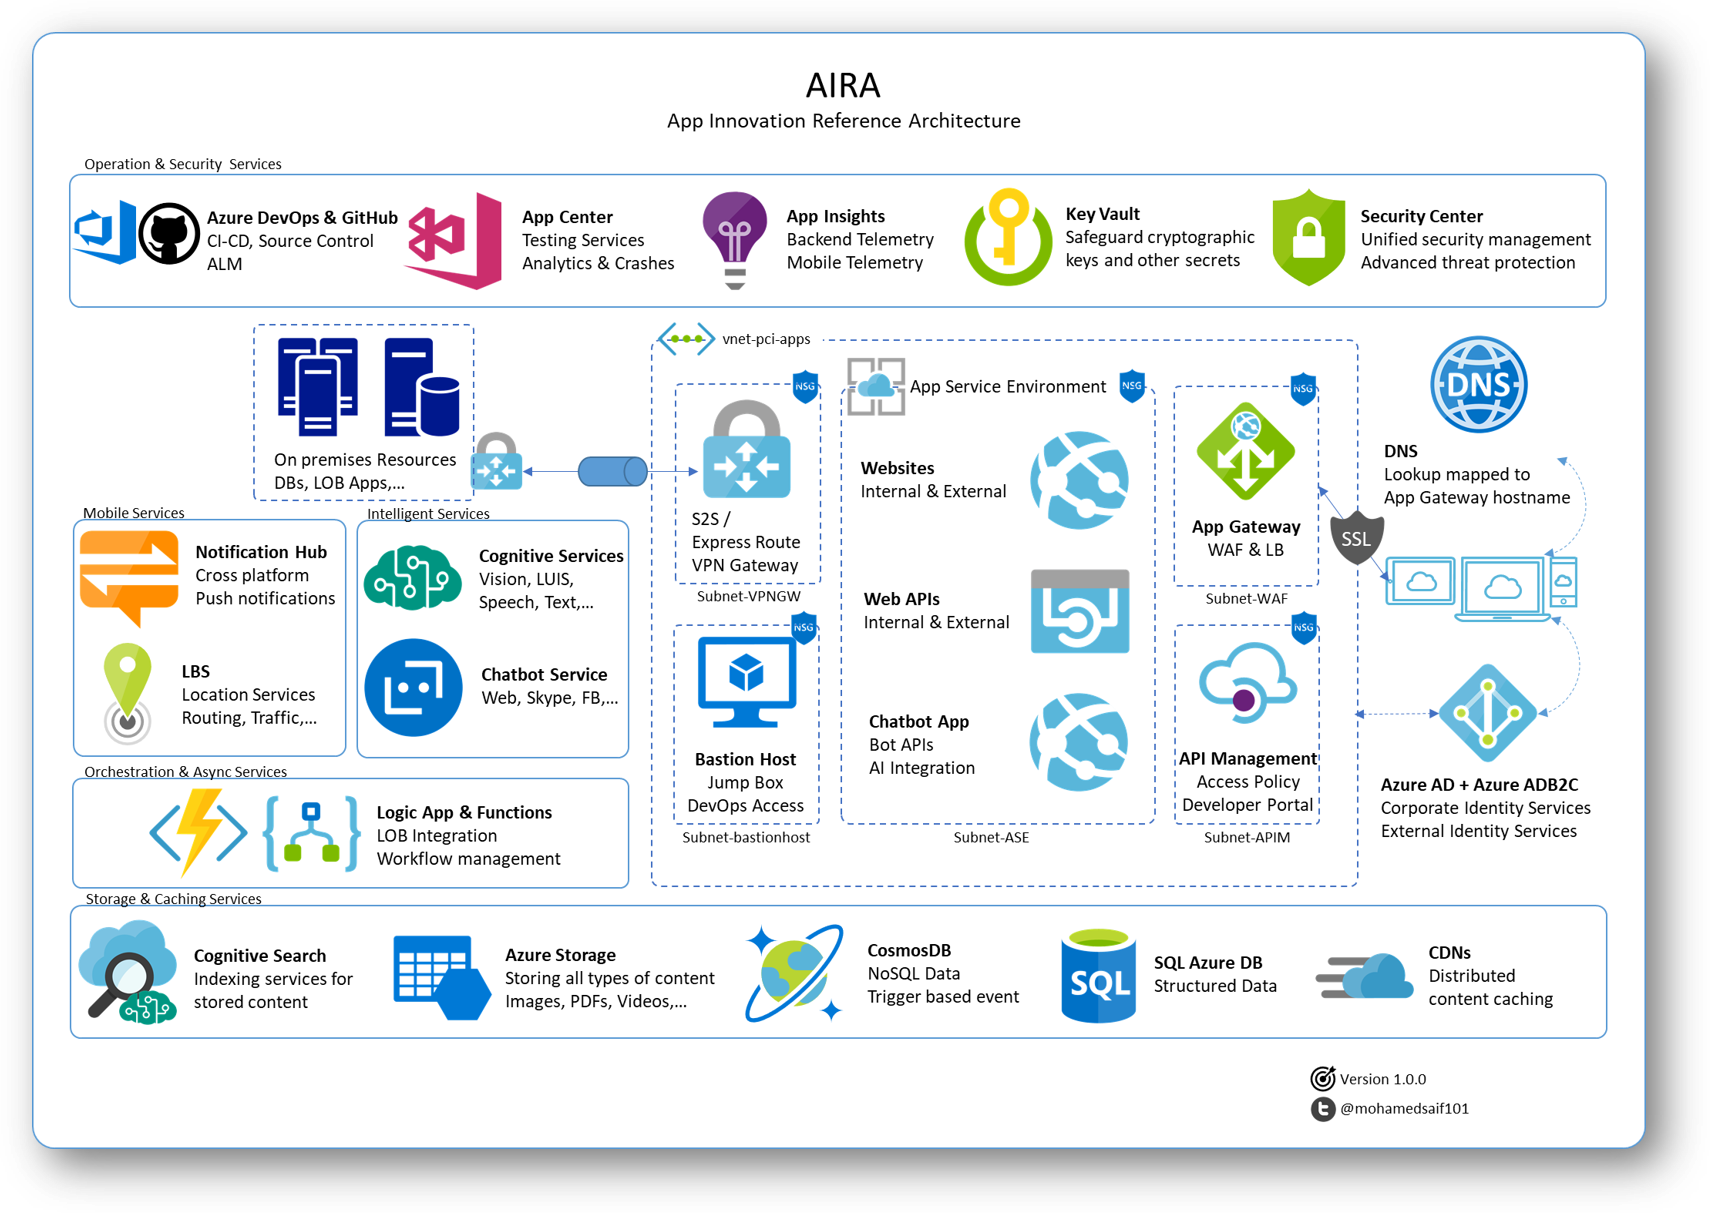 AIRA
App Innovation Reference Architecture
Operation & Security Services
Azure DevOps & GitHub
CI-CD, Source Control
ALM
App Center
Testing Services
Analytics & Crashes
App Insights
Backend Telemetry
Mobile Telemetry
Key Vault
Safeguard cryptographic
keys and other secrets
Security Center
Unified security management
Advanced threat protection
On premises Resources
DBs, LOB Apps,...
vnet-pci-apps
NSG
S2S /
Express Route
VPN Gateway
Subnet-VPNGW
NSG
Bastion Host
Jump Box
DevOps Access
Subnet-bastionhost
App Service Environment
NSG
Websites
Internal & External
Web APIs
Internal & External
Chatbot App
Bot APIs
AI Integration
Subnet-ASE
NSG
App Gateway
WAF & LB
Subnet-WAF
NSG
API Management
Access Policy
Developer Portal
Subnet-APIM
DNS
DNS
Lookup mapped to
App Gateway hostname
SSL
Azure AD + Azure ADB2C
Corporate Identity Services
External Identity Services
Mobile Services
Notification Hub
Cross platform
Push notifications
LBS
Location Services
Routing, Traffic,...
Intelligent Services
Cognitive Services
Vision, LUIS,
Speech, Text,...
Chatbot Service
Web, Skype, FB,...
Orchestration & Async Services
Logic App & Functions
LOB Integration
Workflow management
Storage & Caching Services
Cognitive Search
Indexing services for
stored content
Azure Storage
Storing all types of content
Images, PDFs, Videos,...
CosmosDB
NoSQL Data
Trigger based event
SQL
SQL Azure DB
Structured Data
CDNs
Distributed
content caching
Version 1.0.0
@mohamedsaif101